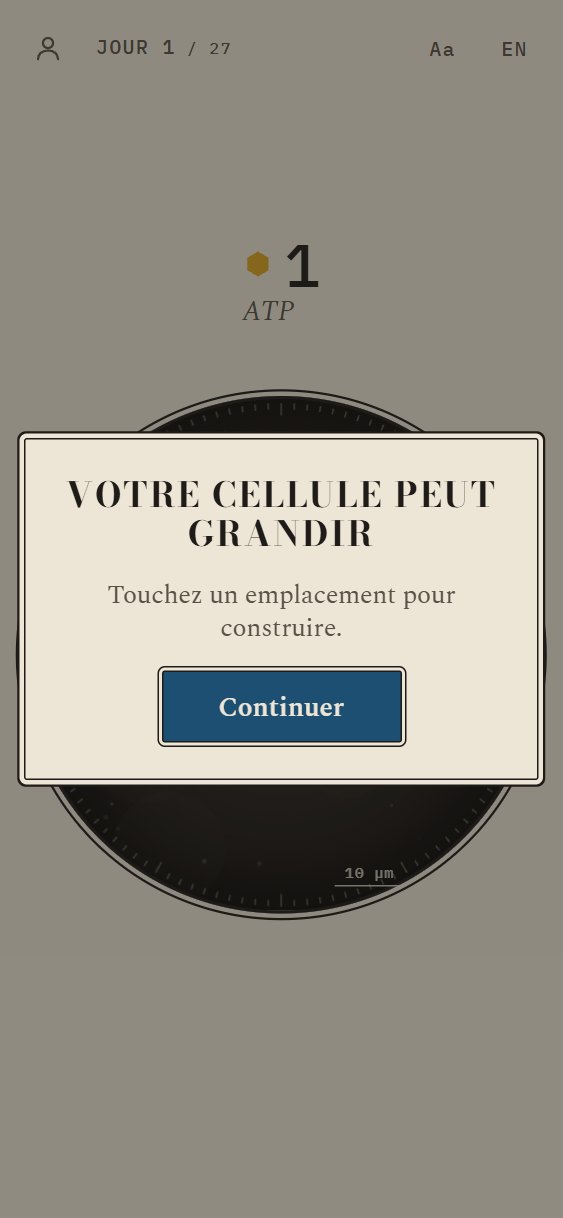 JOUR 1 / 27
Aa
EN
1
ATP
VOTRE CELLULE PEUT
GRANDIR
Touchez un emplacement pour
construire.
Continuer
10 µm